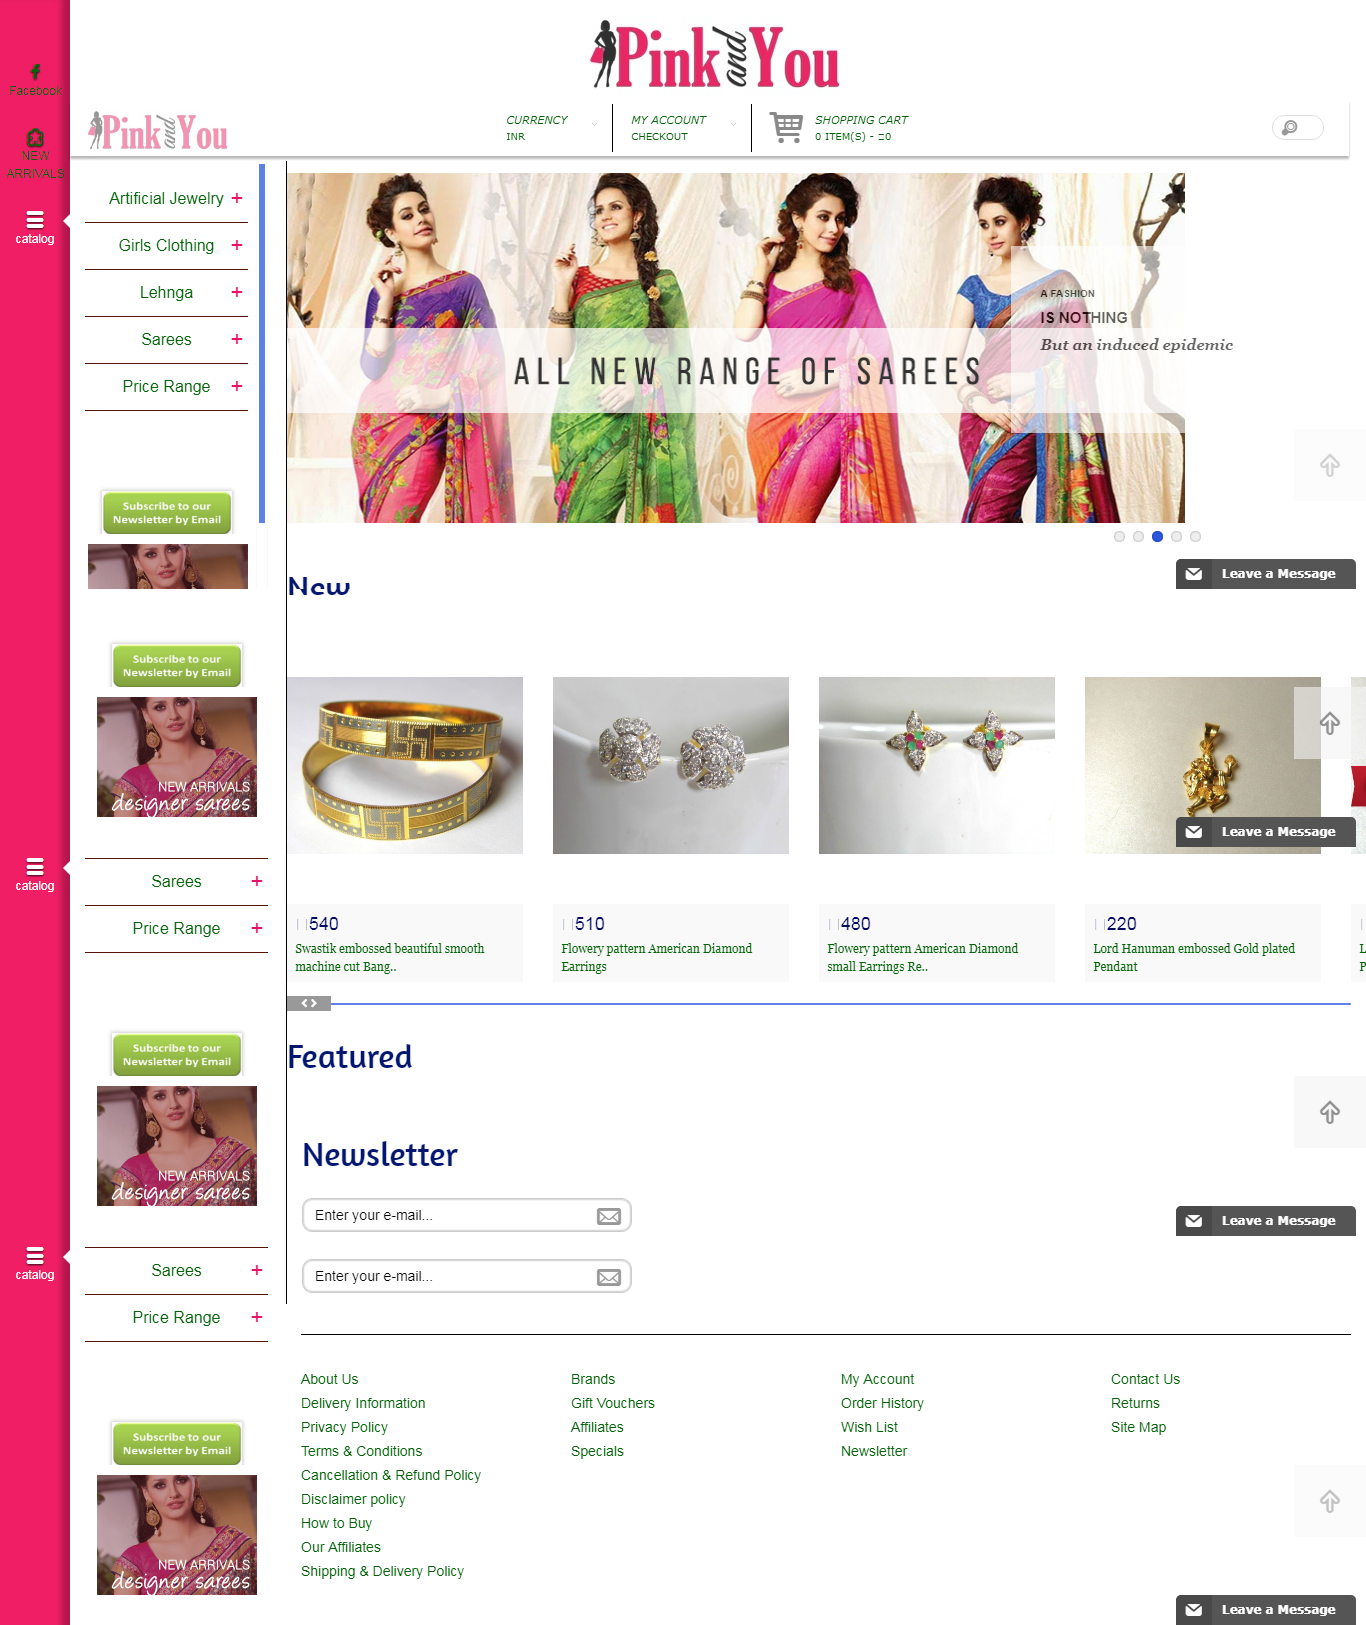 Pink and You
Facebook
NEW
ARRIVALS
catalog
Pink and You
CURRENCY
INR
MY ACCOUNT
CHECKOUT
SHOPPING CART
0 ITEM(S) - 0
Artificial Jewelry +
Girls Clothing +
Lehnga +
Sarees +
Price Range +
Subscribe to our
Newsletter by Email
ALL NEW RANGE OF SAREES
A FASHION
IS NOTHING
But an induced epidemic
Leave a Message
New
Subscribe to our
Newsletter by Email
NEW ARRIVALS
designer sarees
Leave a Message
catalog
Sarees +
Price Range +
540
Swastik embossed beautiful smooth
machine cut Bang..
510
Flowery pattern American Diamond
Earrings
480
Flowery pattern American Diamond
small Earrings Re..
220
Lord Hanuman embossed Gold plated
Pendant
L
P
Featured
Subscribe to our
Newsletter by Email
NEW ARRIVALS
designer sarees
Newsletter
Enter your e-mail...
Enter your e-mail...
Leave a Message
catalog
Sarees +
Price Range +
Subscribe to our
Newsletter by Email
NEW ARRIVALS
designer sarees
About Us
Delivery Information
Privacy Policy
Terms & Conditions
Cancellation & Refund Policy
Disclaimer policy
How to Buy
Our Affiliates
Shipping & Delivery Policy
Brands
Gift Vouchers
Affiliates
Specials
My Account
Order History
Wish List
Newsletter
Contact Us
Returns
Site Map
Leave a Message